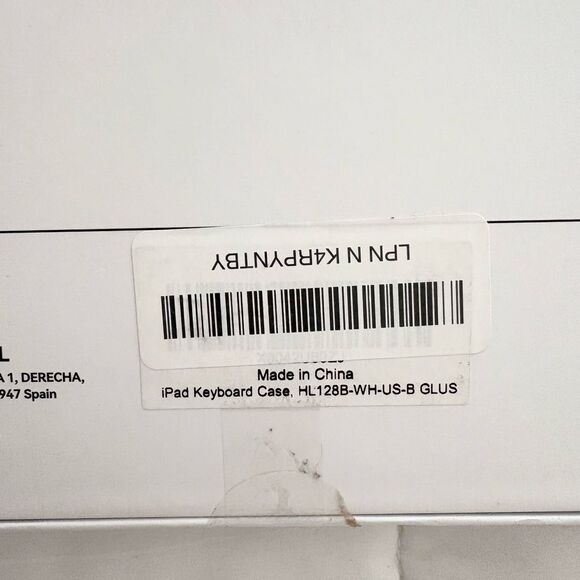 LPN N K4RPYNTBY
Made in China
iPad Keyboard Case, HL128B-WH-US-B GLUS
L
A 1, DERECHA,
947 Spain